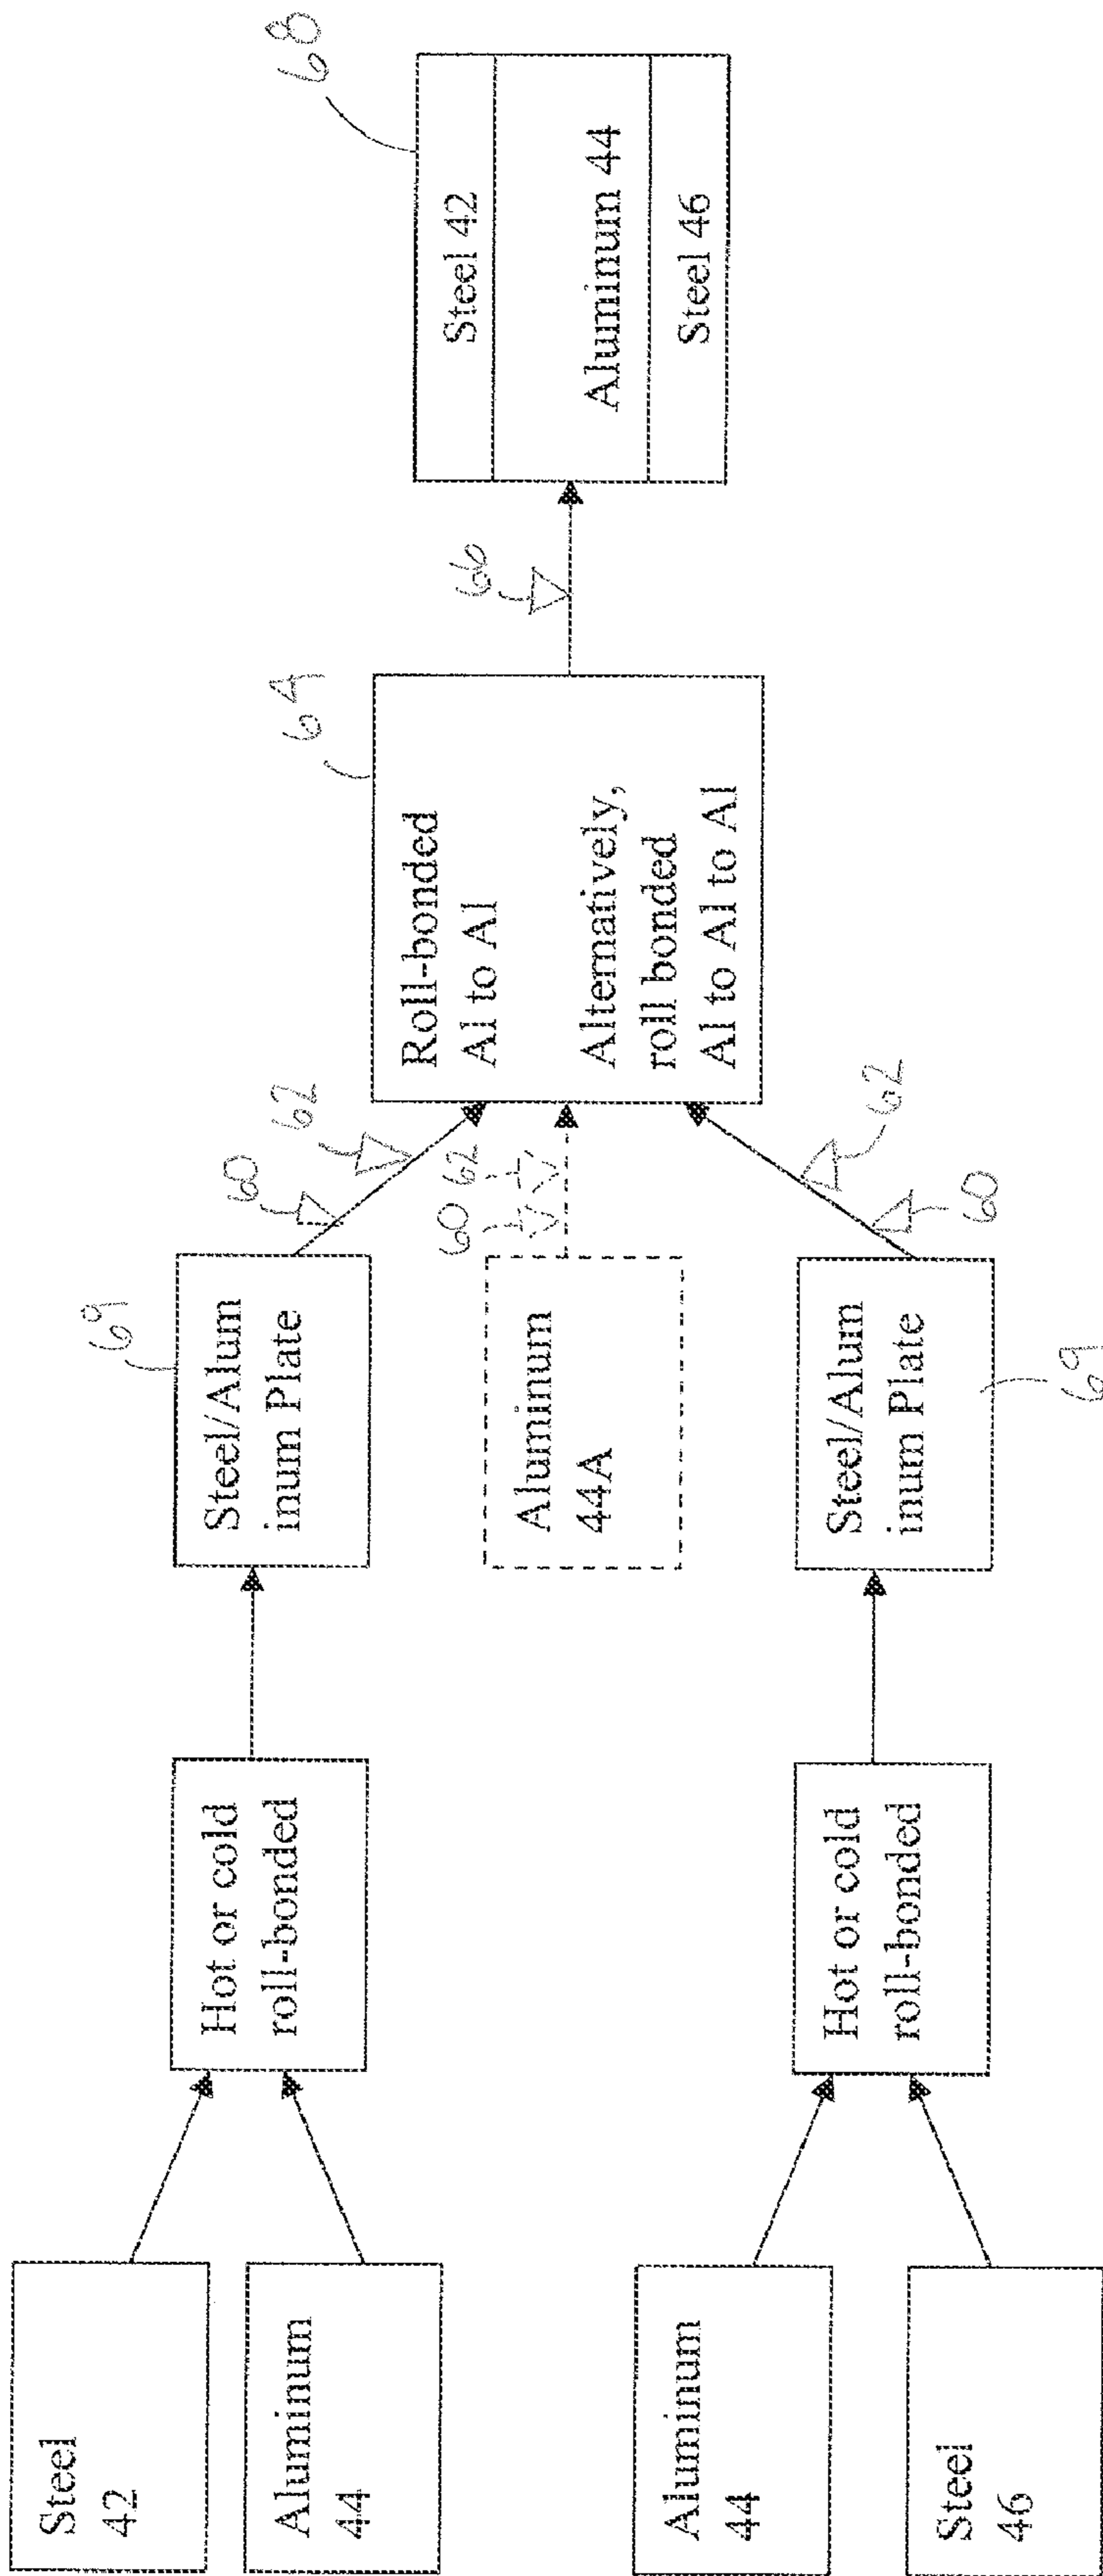 Steel
42
Aluminum
44
Aluminum
44
Steel
46
Hot or cold
roll-bonded
Hot or cold
roll-bonded
69
Steel/Alum
inum Plate
Aluminum
44A
Steel/Alum
inum Plate
69
60
62
60
62
62
60
64
Roll-bonded
Al to Al
Alternatively,
roll bonded
Al to Al to Al
66
68
Steel 42
Aluminum 44
Steel 46